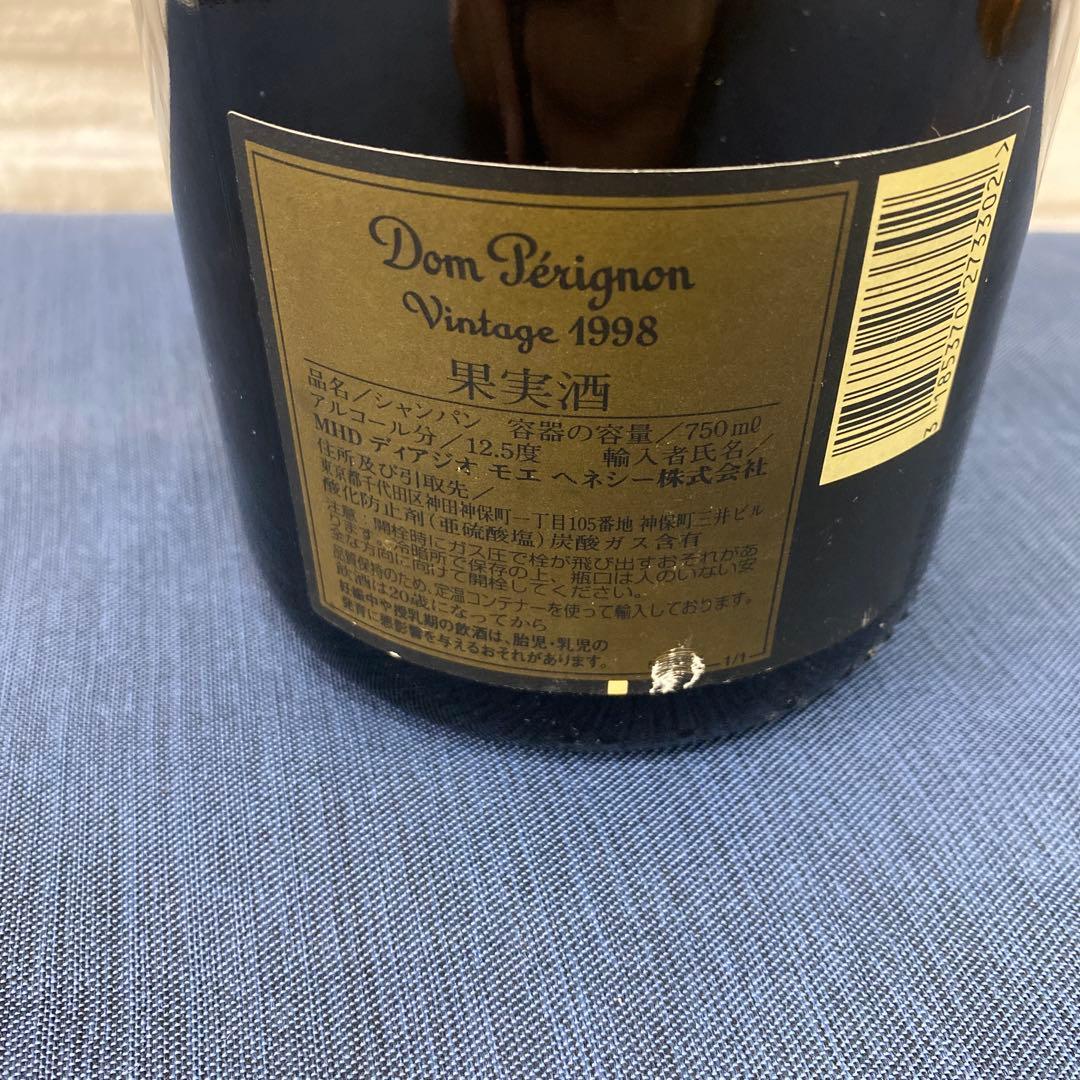 Dom Pérignon
Vintage 1998
果実酒
品名／シャンパン 容器の容量／750mℓ
アルコール分／12.5度 輸入者氏名／
MHD ディアジオ モエ ヘネシー株式会社
住所及び引取先／
東京都千代田区神田神保町一丁目105番地 神保町三井ビル
酸化防止剤(亜硫酸塩)炭酸ガス含有
注意、開栓時にガス圧で栓が飛び出すおそれがあ
ります。冷暗所で保存の上、瓶口は人のいない安
全な方向に向けて開栓してください。
品質保持のため、定温コンテナーを使って輸入しております。
飲酒は20歳になってから
妊娠中や授乳期の飲酒は、胎児・乳児の
発育に悪影響を与えるおそれがあります。
1/1
3 185370 273302 >